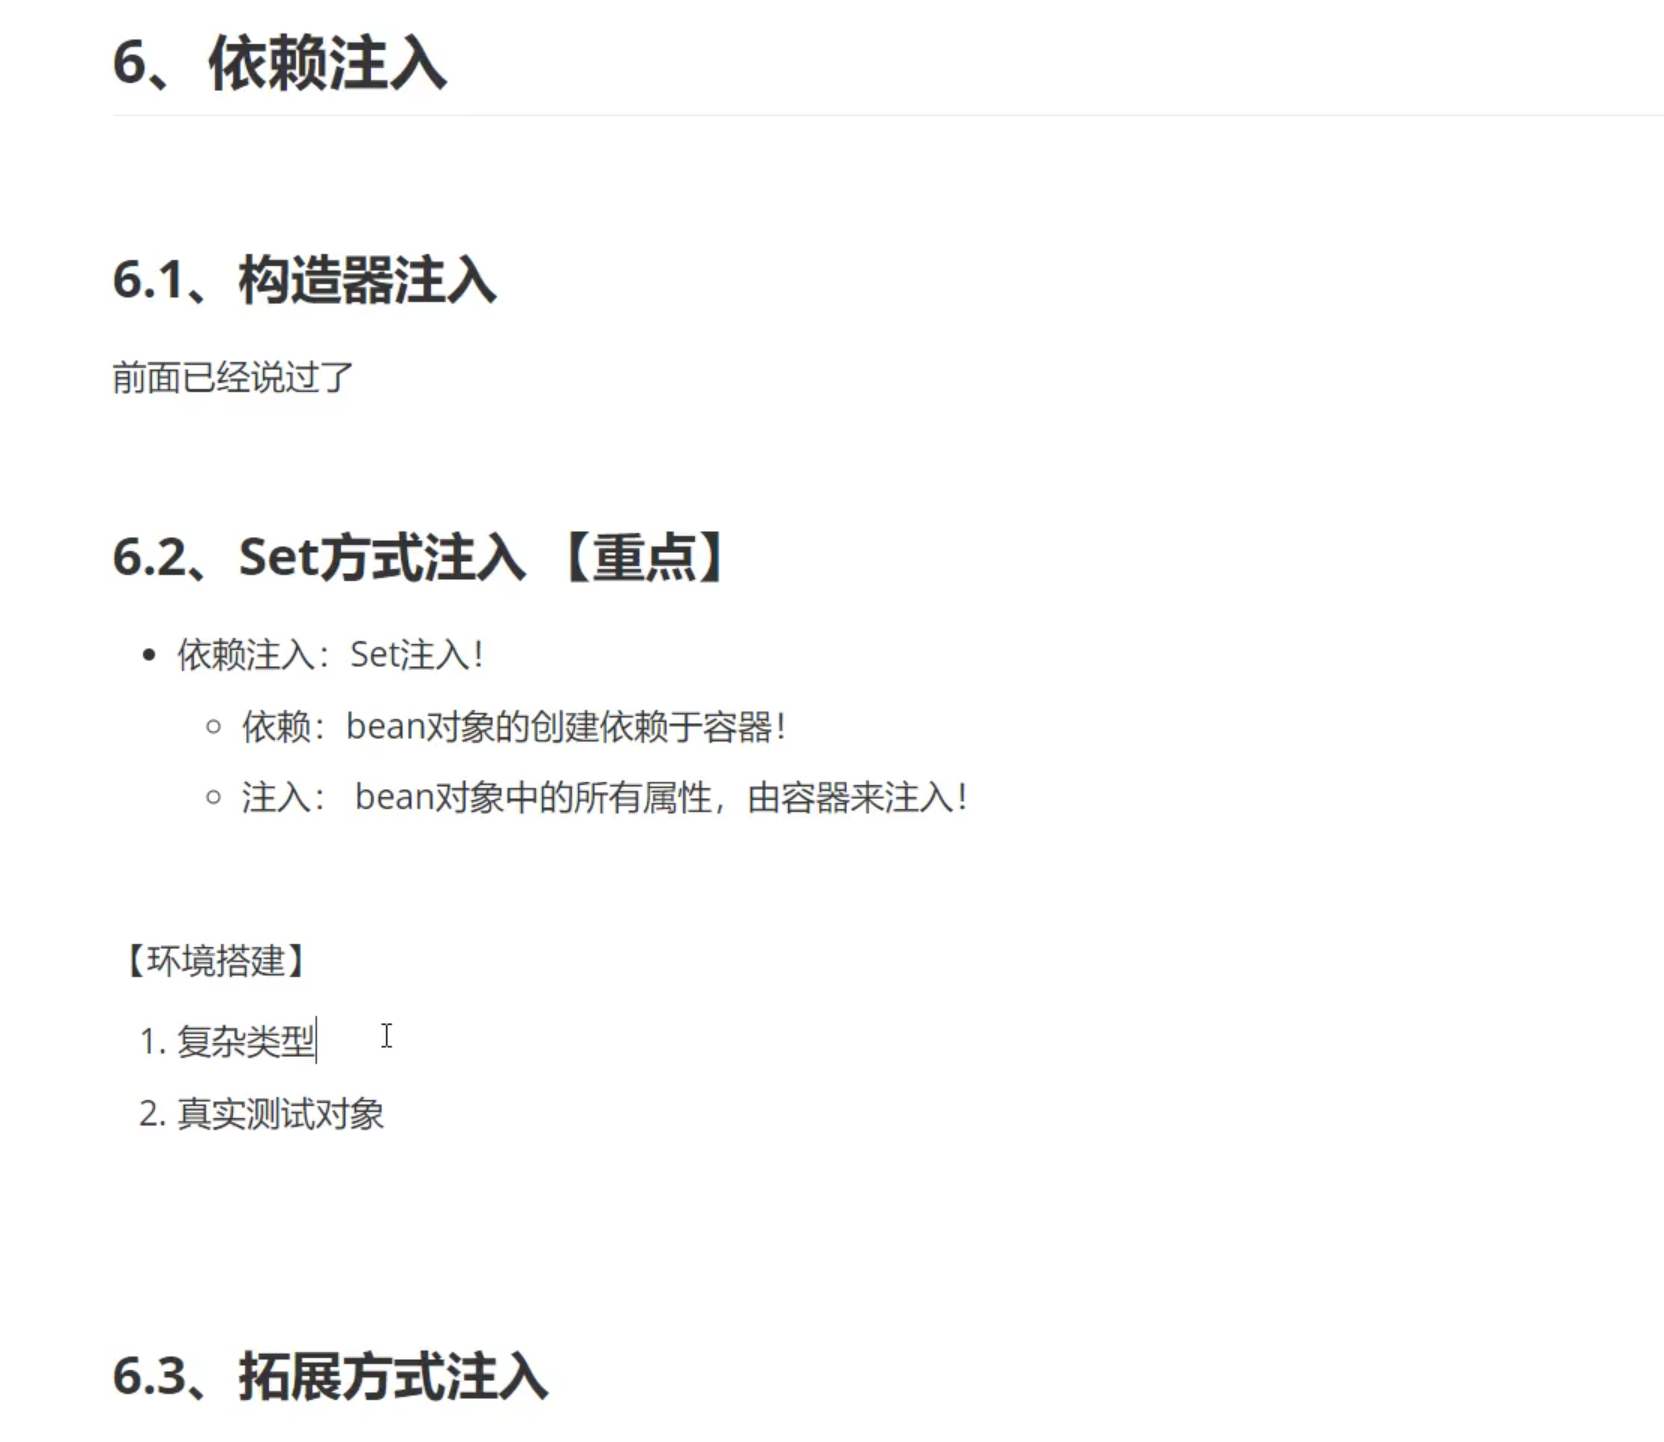 6、依赖注入
6.1、构造器注入
前面已经说过了
6.2、Set方式注入【重点】
依赖注入：Set注入！
依赖：bean对象的创建依赖于容器！
注入： bean对象中的所有属性，由容器来注入！
【环境搭建】
1. 复杂类型
2. 真实测试对象
6.3、拓展方式注入